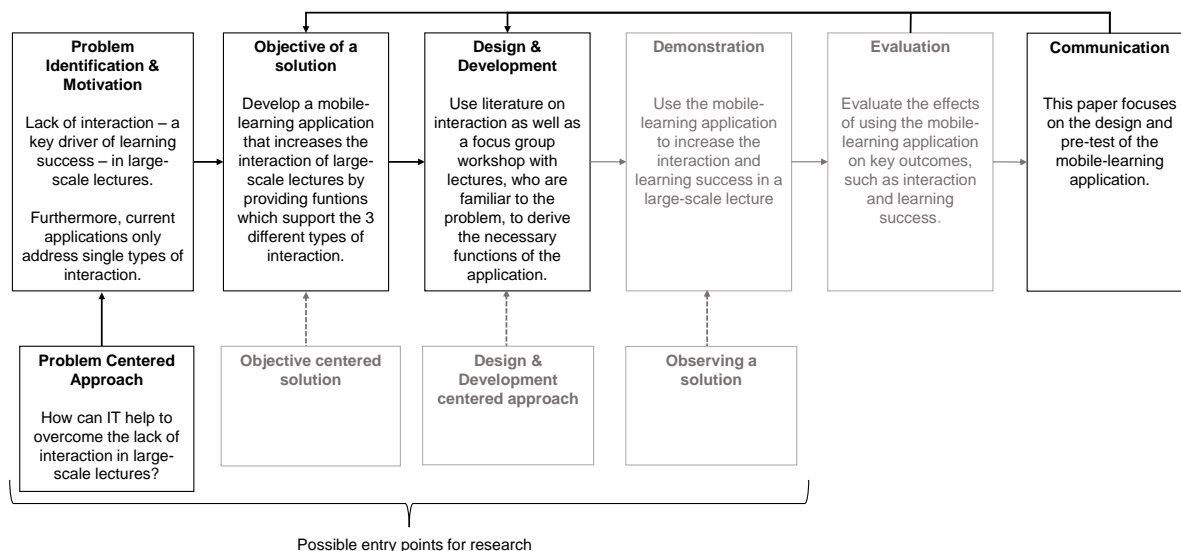 Problem
Identification &
Motivation
Lack of interaction – a
key driver of learning
success – in large-
scale lectures.
Furthermore, current
applications only
address single types of
interaction.
Objective of a
solution
Develop a mobile-
learning application
that increases the
interaction of large-
scale lectures by
providing funtions
which support the 3
different types of
interaction.
Design &
Development
Use literature on
interaction as well as
a focus group
workshop with
lectures, who are
familiar to the
problem, to derive
the necessary
functions of the
application.
Demonstration
Use the mobile-
learning application
to increase the
interaction and
learning success in a
large-scale lecture
Evaluation
Evaluate the effects
of using the mobile-
learning application
on key outcomes,
such as interaction
and learning
success.
Communication
This paper focuses
on the design and
pre-test of the
mobile-learning
application.
Problem Centered
Approach
How can IT help to
overcome the lack of
interaction in large-
scale lectures?
Objective centered
solution
Design &
Development
centered approach
Observing a
solution
Possible entry points for research